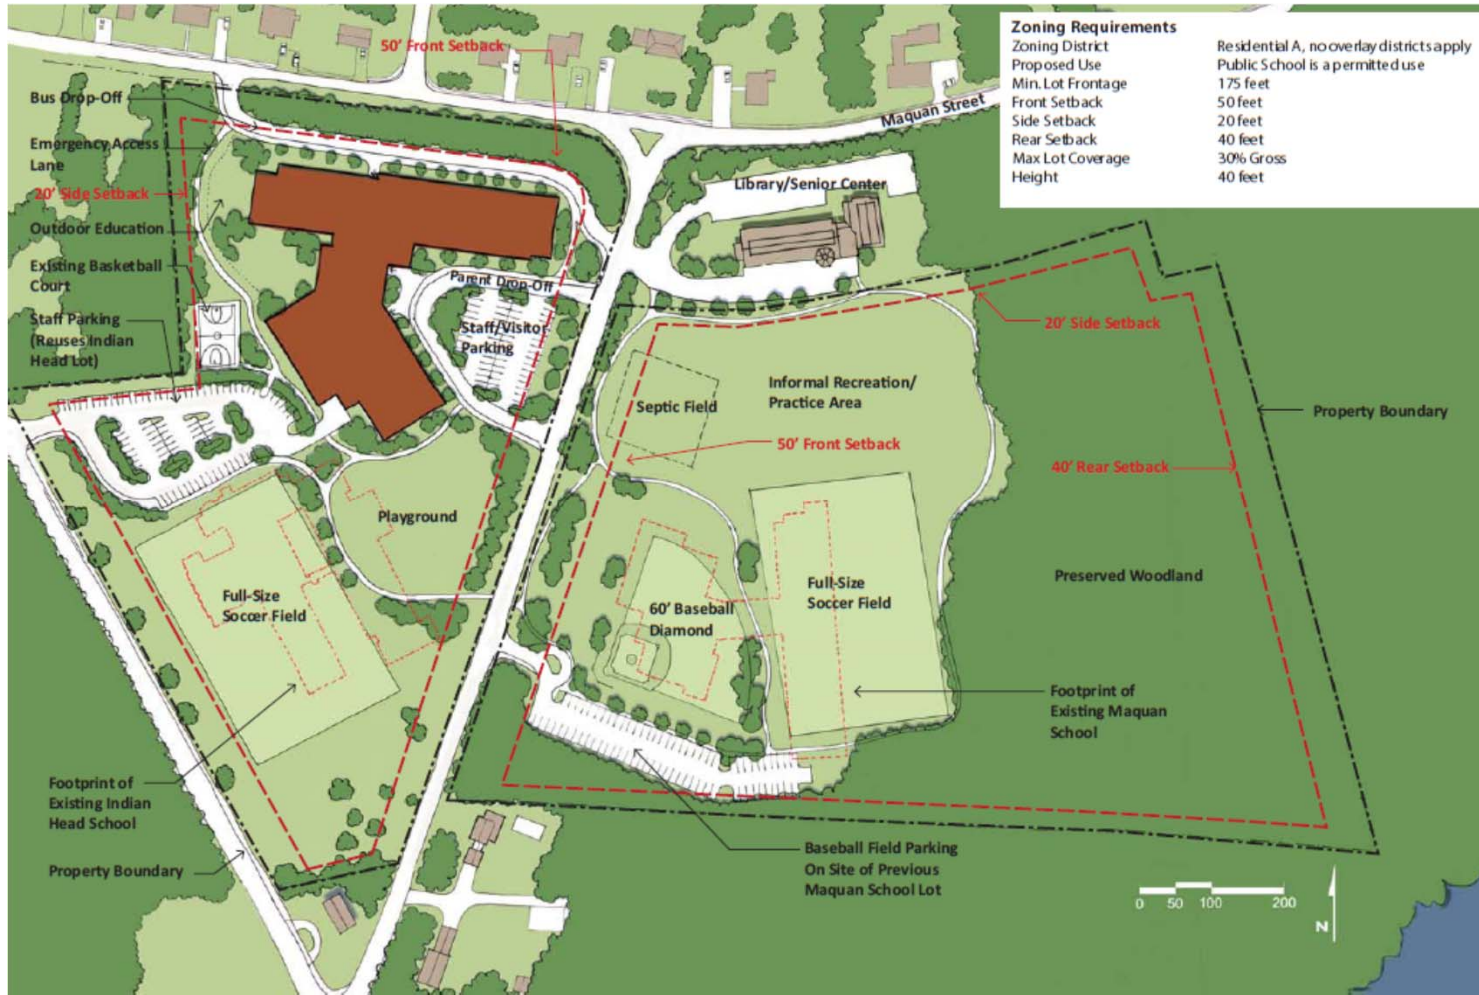 Zoning Requirements
Zoning District Residential A, no overlay districts apply
Proposed Use Public School is a permitted use
Min. Lot Frontage 175 feet
Front Setback 50 feet
Side Setback 20 feet
Rear Setback 40 feet
Max Lot Coverage 30% Gross
Height 40 feet
50' Front Setback
Bus Drop-Off
Emergency Access
Lane
20' Side Setback
Outdoor Education
Existing Basketball
Court
Staff Parking
(Reuses Indian
Head Lot)
Maquan Street
Library/Senior Center
Parent Drop-Off
Staff/Visitor
Parking
20' Side Setback
Informal Recreation/
Practice Area
Septic Field
50' Front Setback
Property Boundary
40' Rear Setback
Playground
Full-Size
Soccer Field
60' Baseball
Diamond
Full-Size
Soccer Field
Preserved Woodland
Footprint of
Existing Maquan
School
Footprint of
Existing Indian
Head School
Property Boundary
Baseball Field Parking
On Site of Previous
Maquan School Lot
0 50 100 200
N